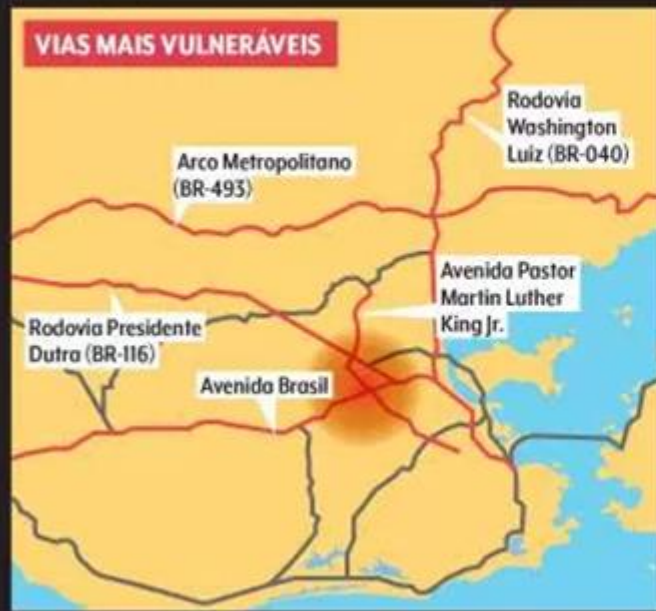 VIAS MAIS VULNERÁVEIS
Rodovia
Washington
Luiz (BR-040)
Arco Metropolitano
(BR-493)
Avenida Pastor
Martin Luther
King Jr.
Rodovia Presidente
Dutra (BR-116)
Avenida Brasil